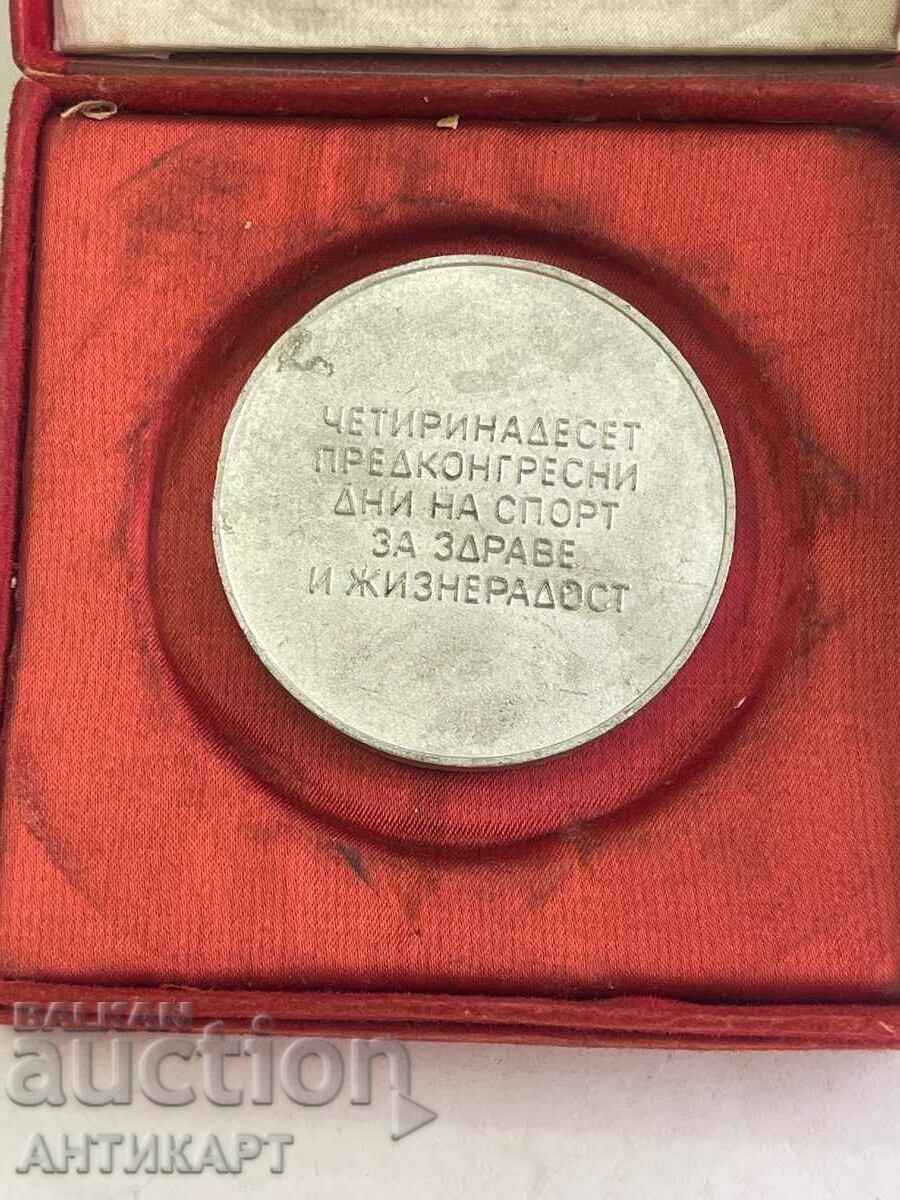 ЧЕТИРИНАДЕСЕТ
ПРЕДКОНГРЕСНИ
ДНИ НА СПОРТ
ЗА ЗДРАВЕ
И ЖИЗНЕРАДОСТ
BALKAN
auction
АНТИКАРТ